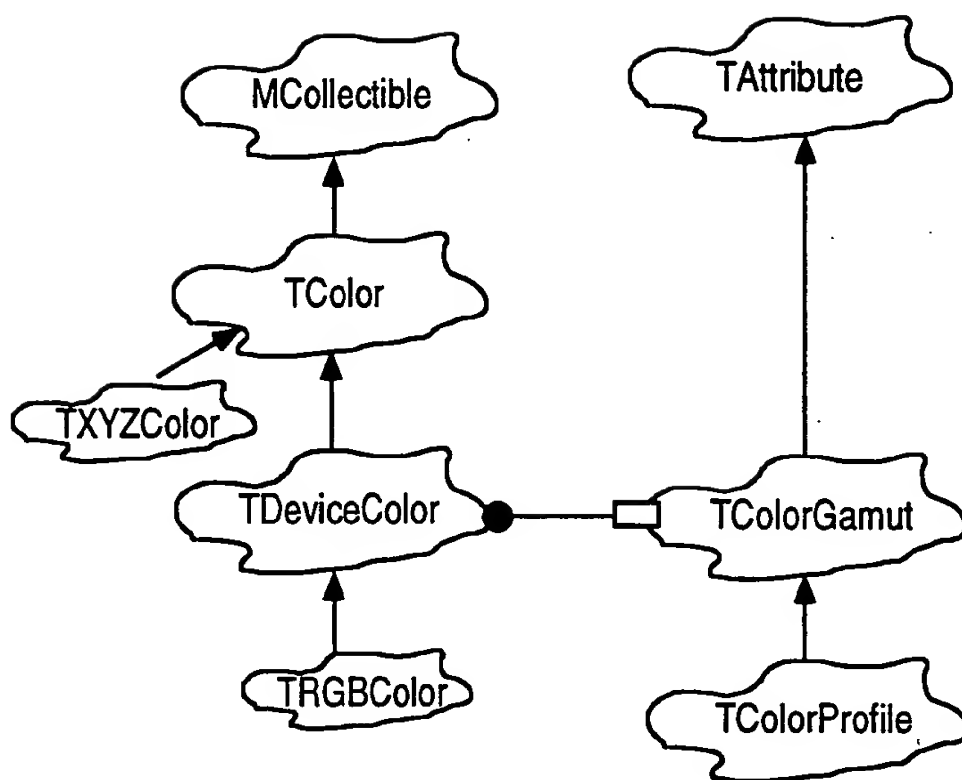 MCollectible
TAttribute
TColor
TXYZColor
TDeviceColor
TColorGamut
TRGBColor
TColorProfile